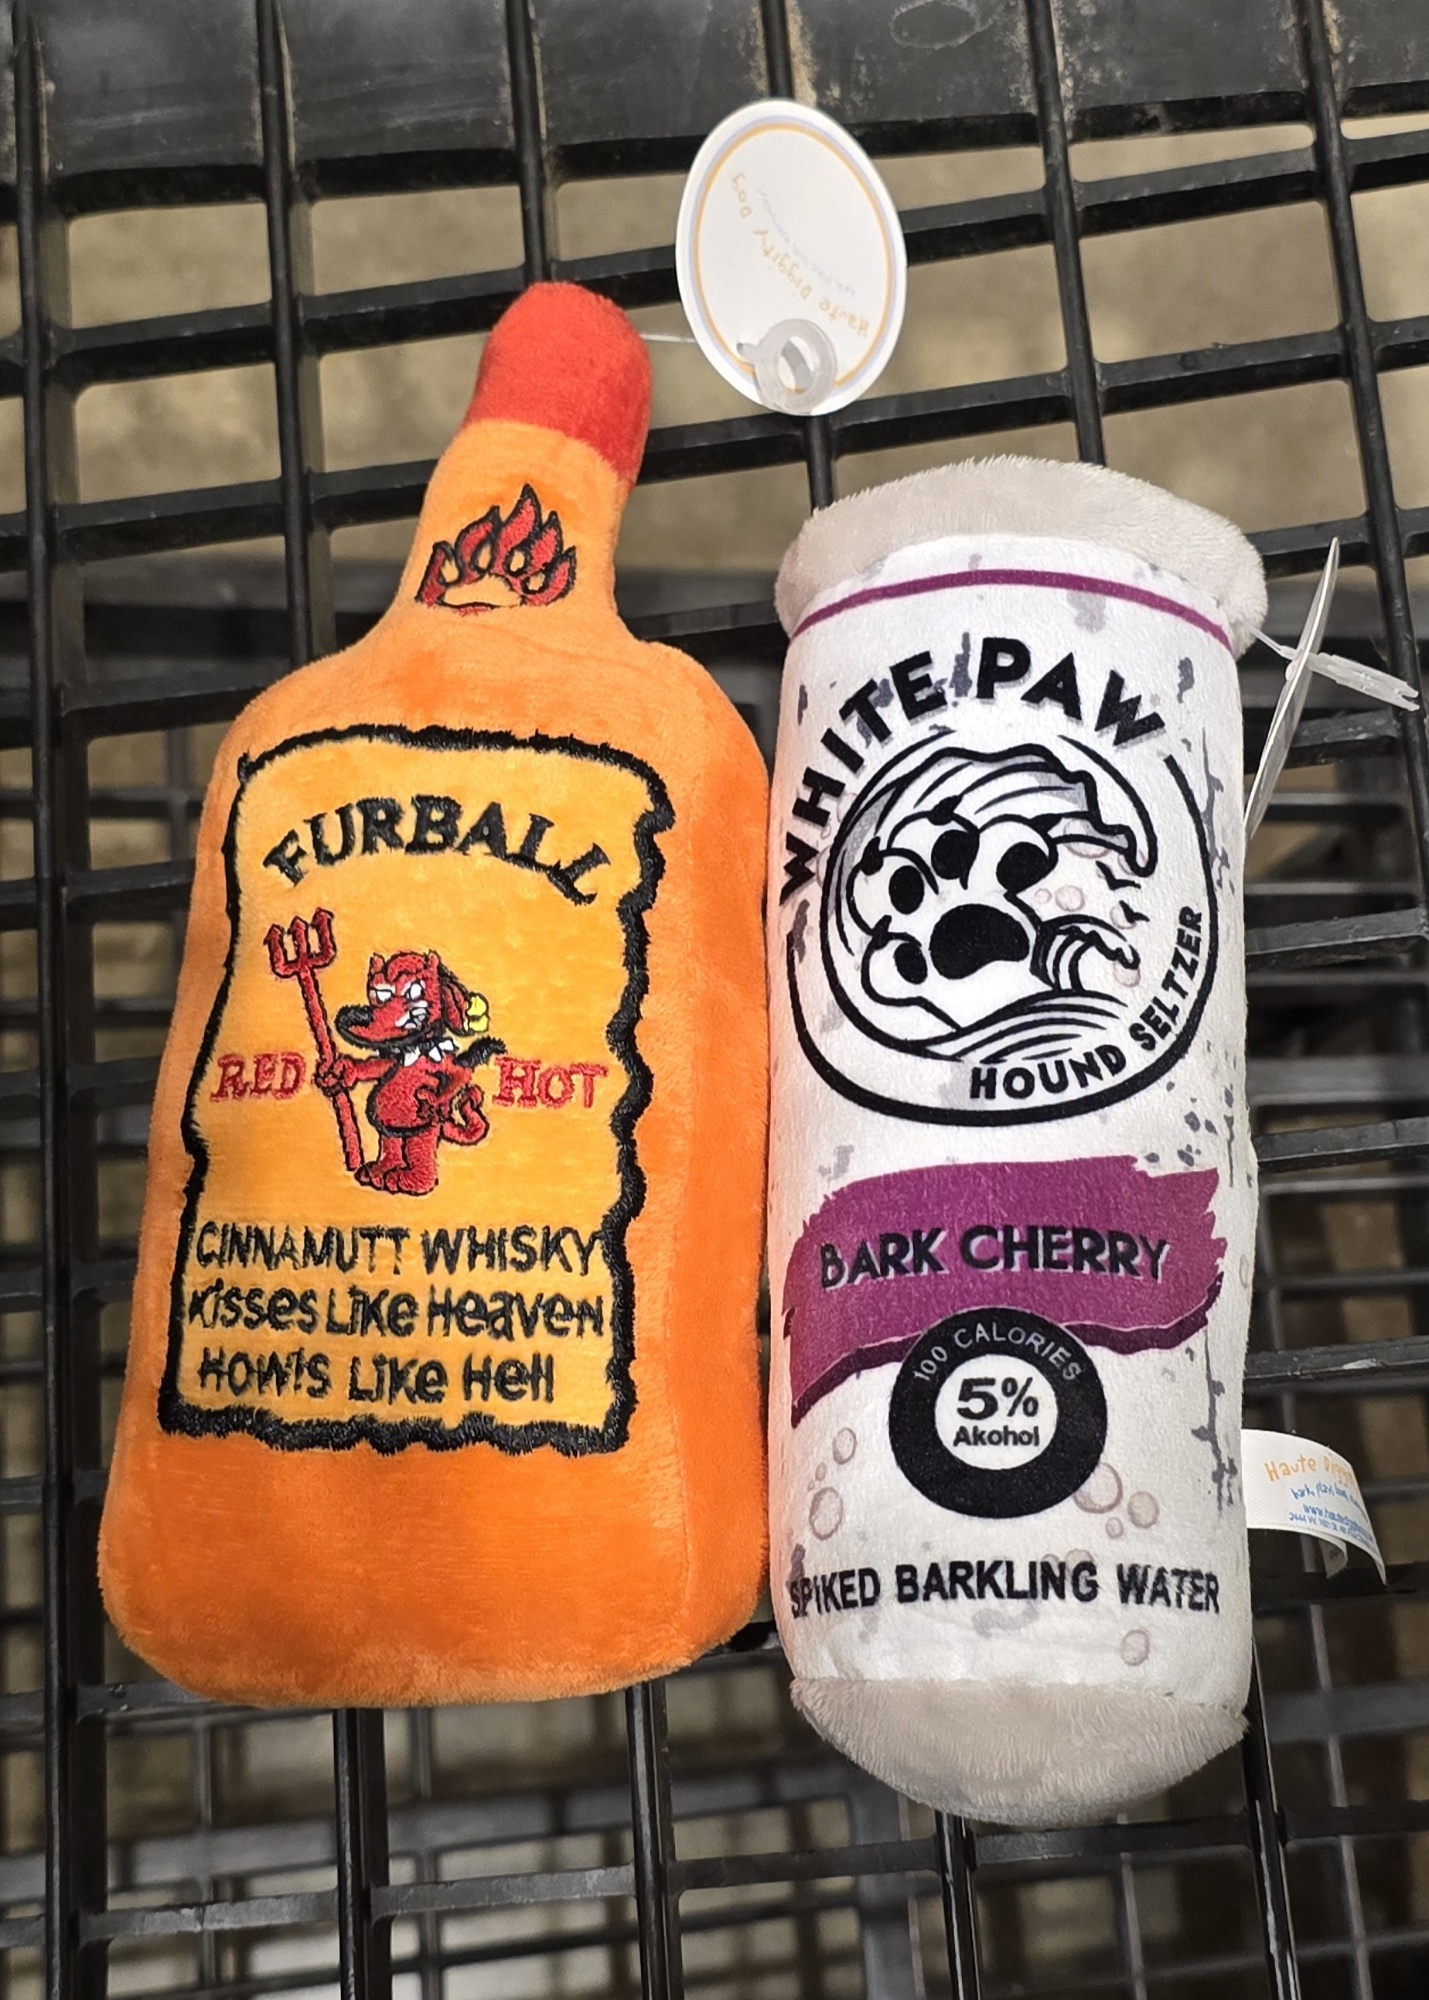 Haute Diggity Dog
FURBALL
RED HOT
CINNAMUTT WHISKY
Kisses Like Heaven
Howls Like Hell
WHITE PAW
HOUND SELTZER
BARK CHERRY
100 CALORIES
5%
Akohol
SPIKED BARKLING WATER
Haute